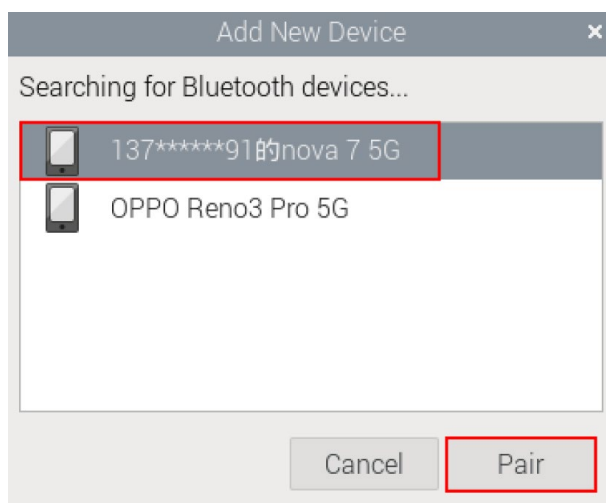 Add New Device ×
Searching for Bluetooth devices...
137******91的nova 7 5G
OPPO Reno3 Pro 5G
Cancel Pair